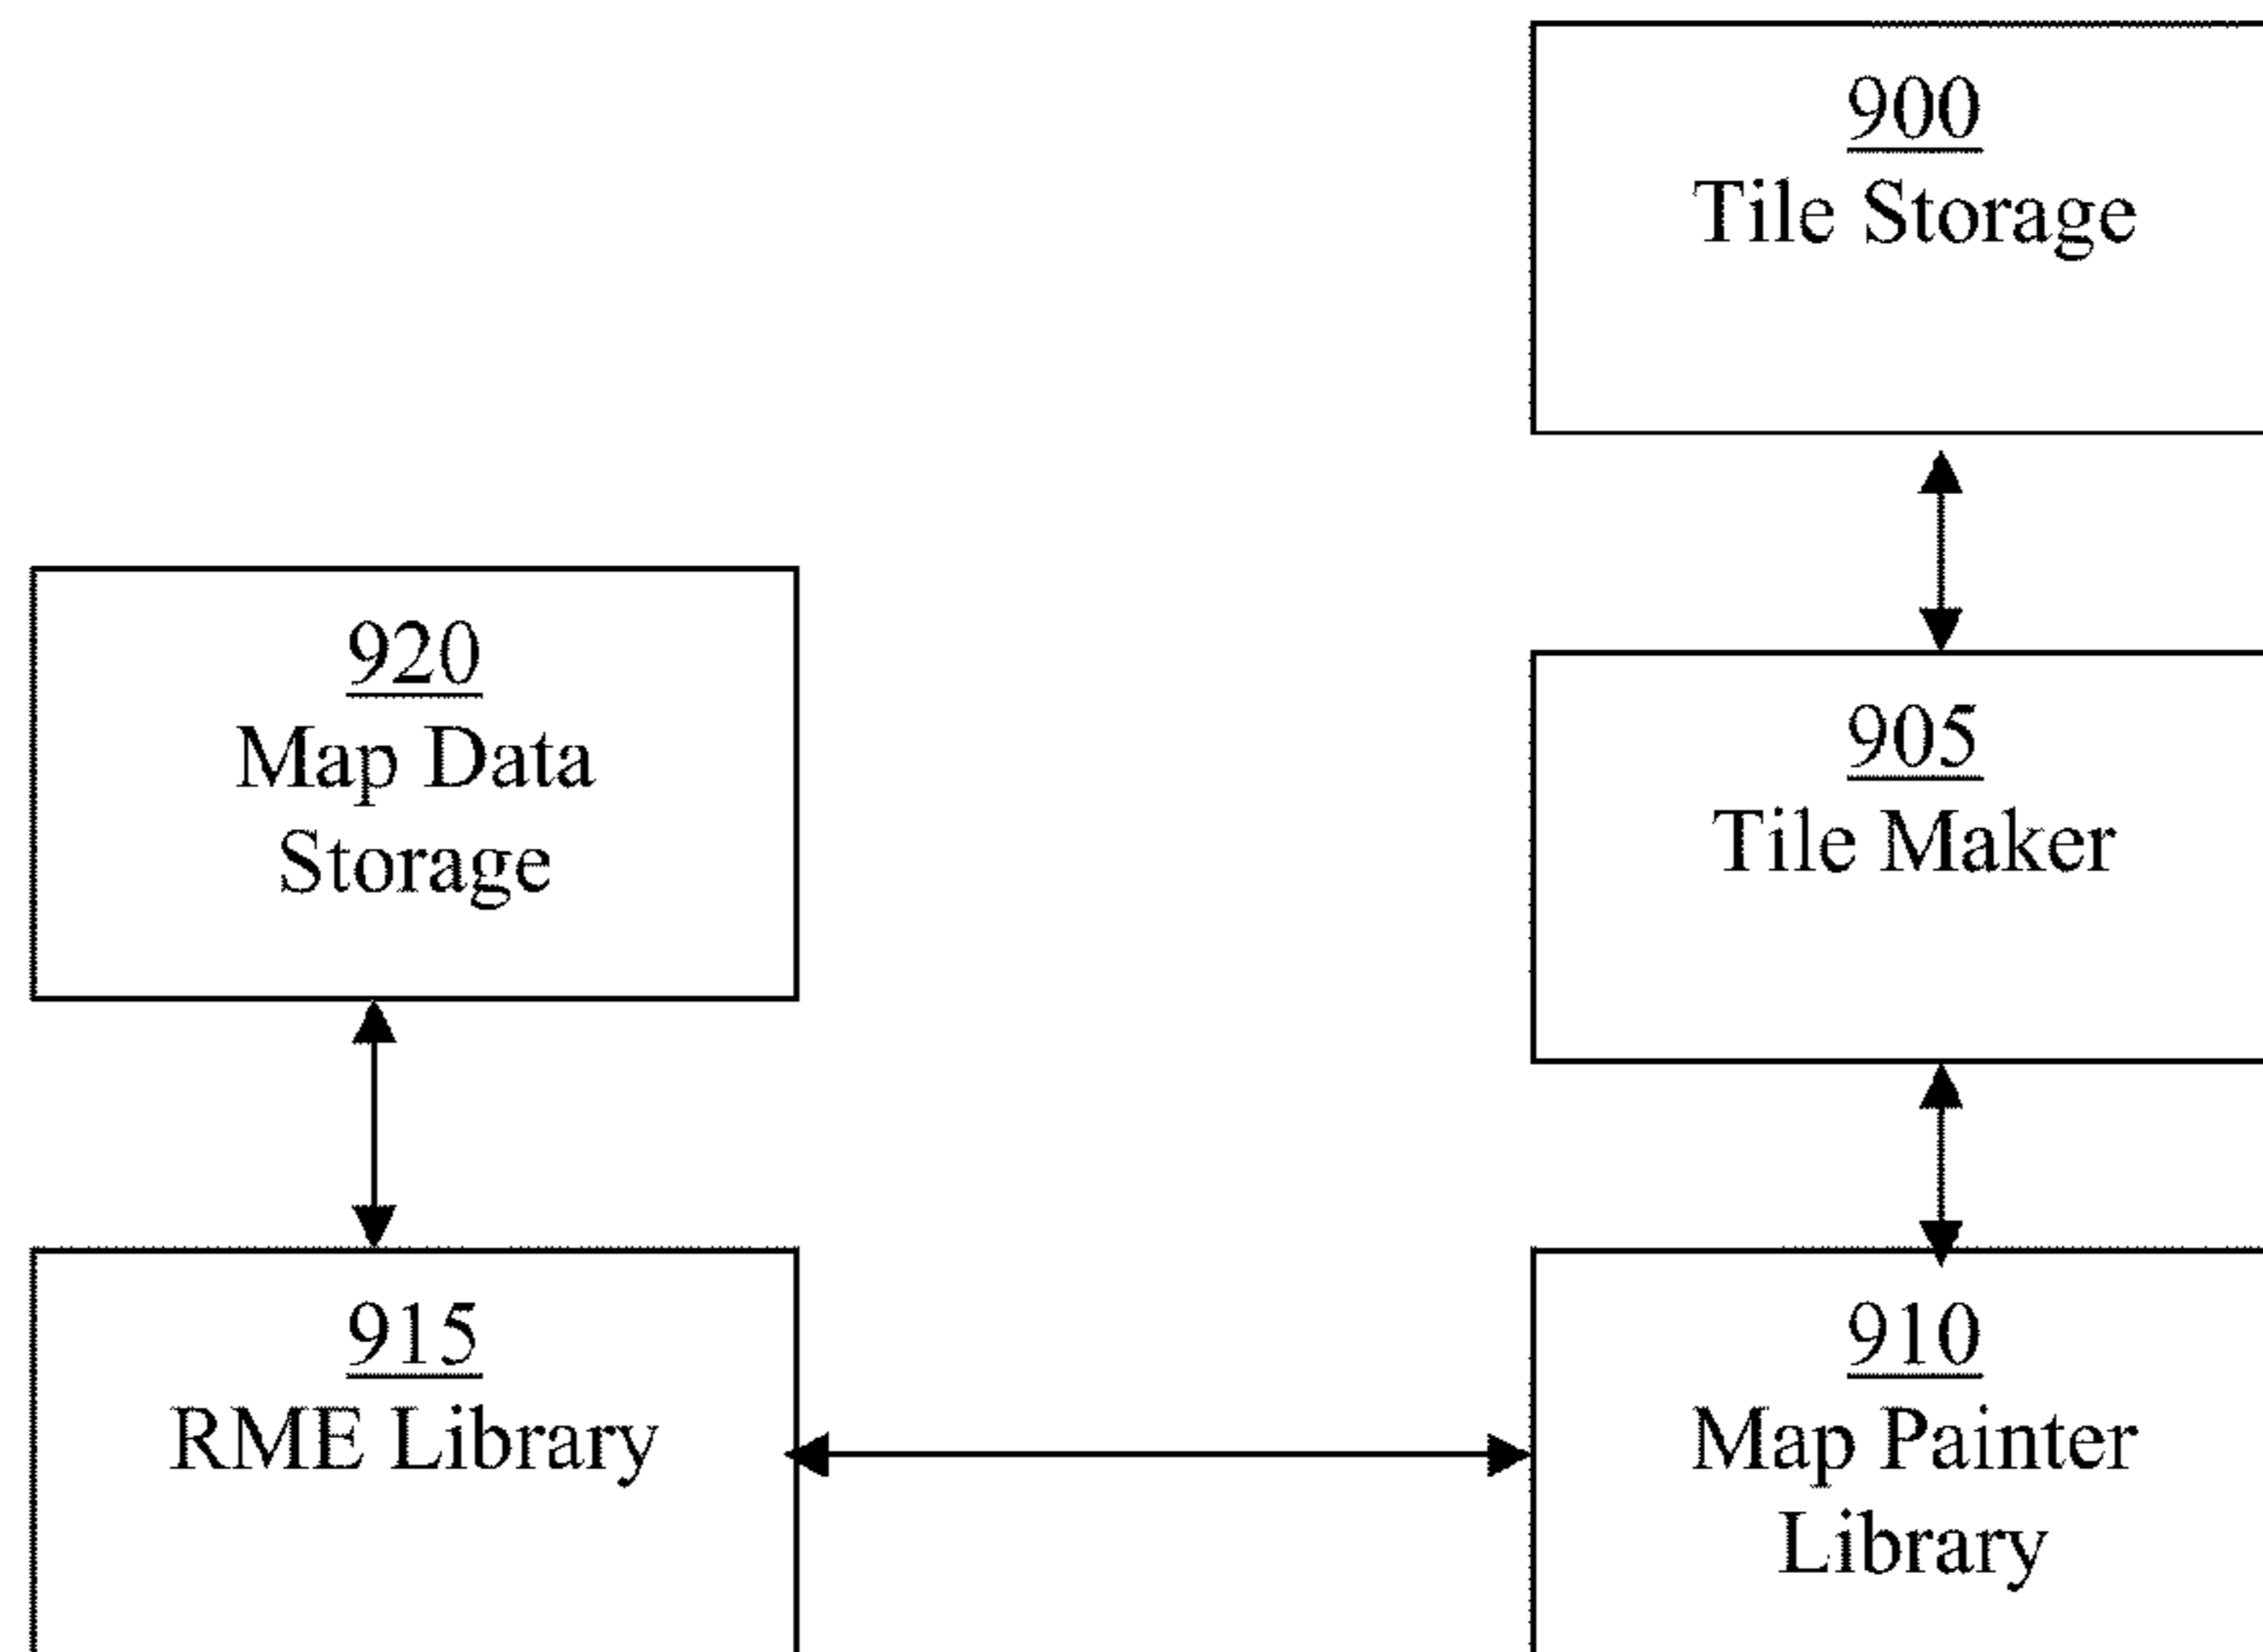 900
Tile Storage
920
Map Data
Storage
905
Tile Maker
915
RME Library
910
Map Painter
Library